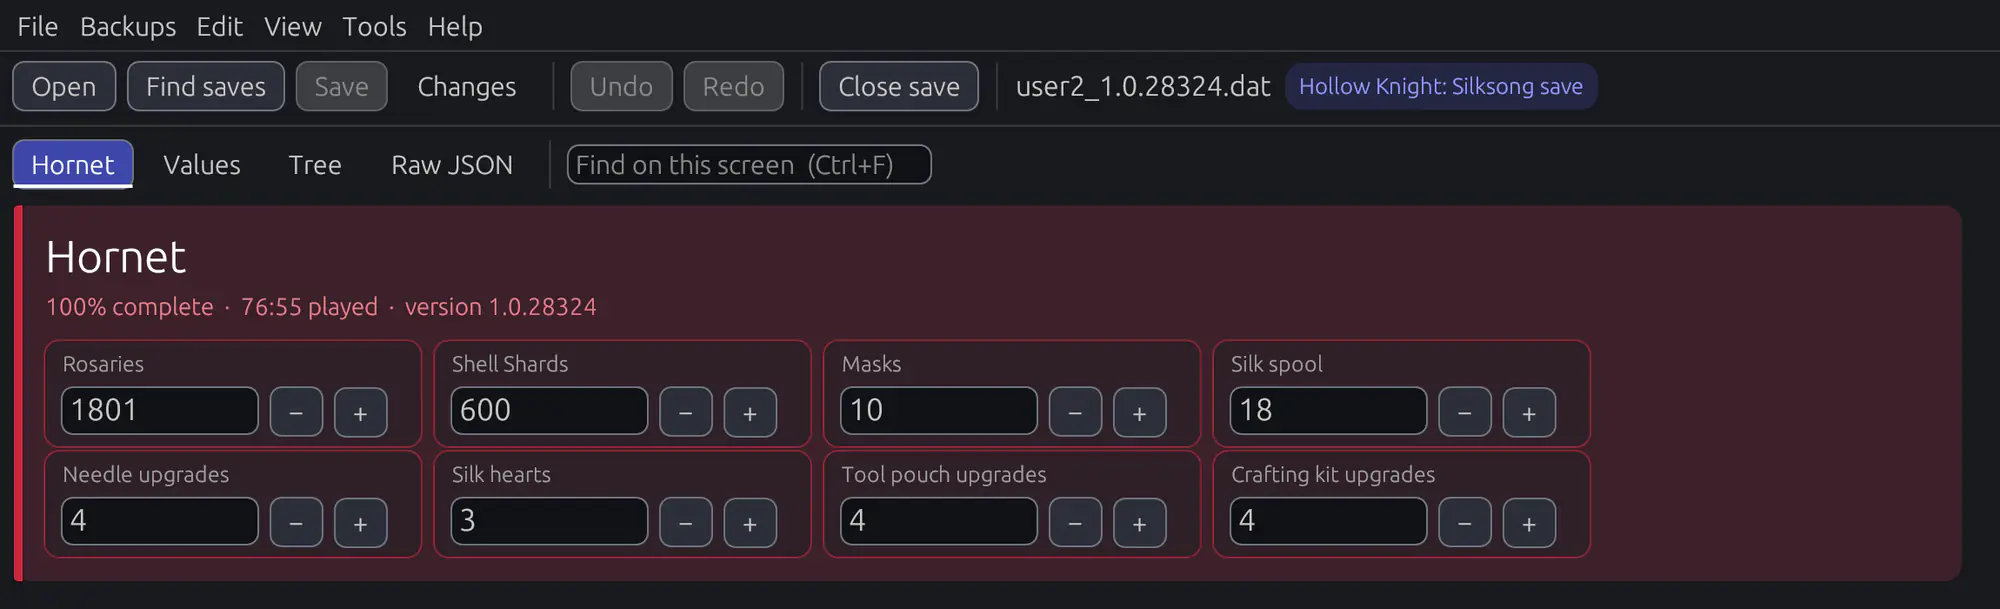 File Backups Edit View Tools Help
Open Find saves Save Changes Undo Redo Close save user2_1.0.28324.dat Hollow Knight: Silksong save
Hornet Values Tree Raw JSON Find on this screen (Ctrl+F)
Hornet
100% complete · 76:55 played · version 1.0.28324
Rosaries Shell Shards Masks Silk spool
1801 − + 600 − + 10 − + 18 − +
Needle upgrades Silk hearts Tool pouch upgrades Crafting kit upgrades
4 − + 3 − + 4 − + 4 − +